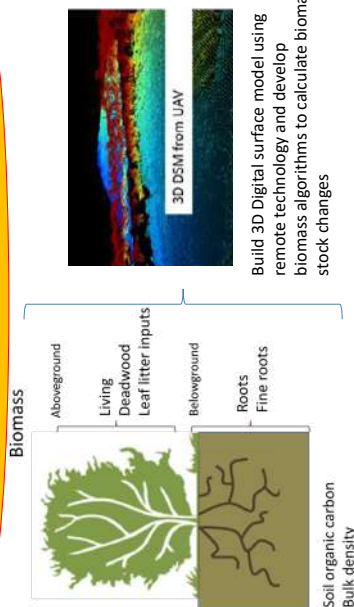 Biomass
Aboveground
Living
Deadwood
Leaf litter inputs
Belowground
Roots
Fine roots
Soil organic carbon
Bulk density
3D DSM from UAV
Build 3D Digital surface model using
remote technology and develop
biomass algorithms to calculate
stock changes